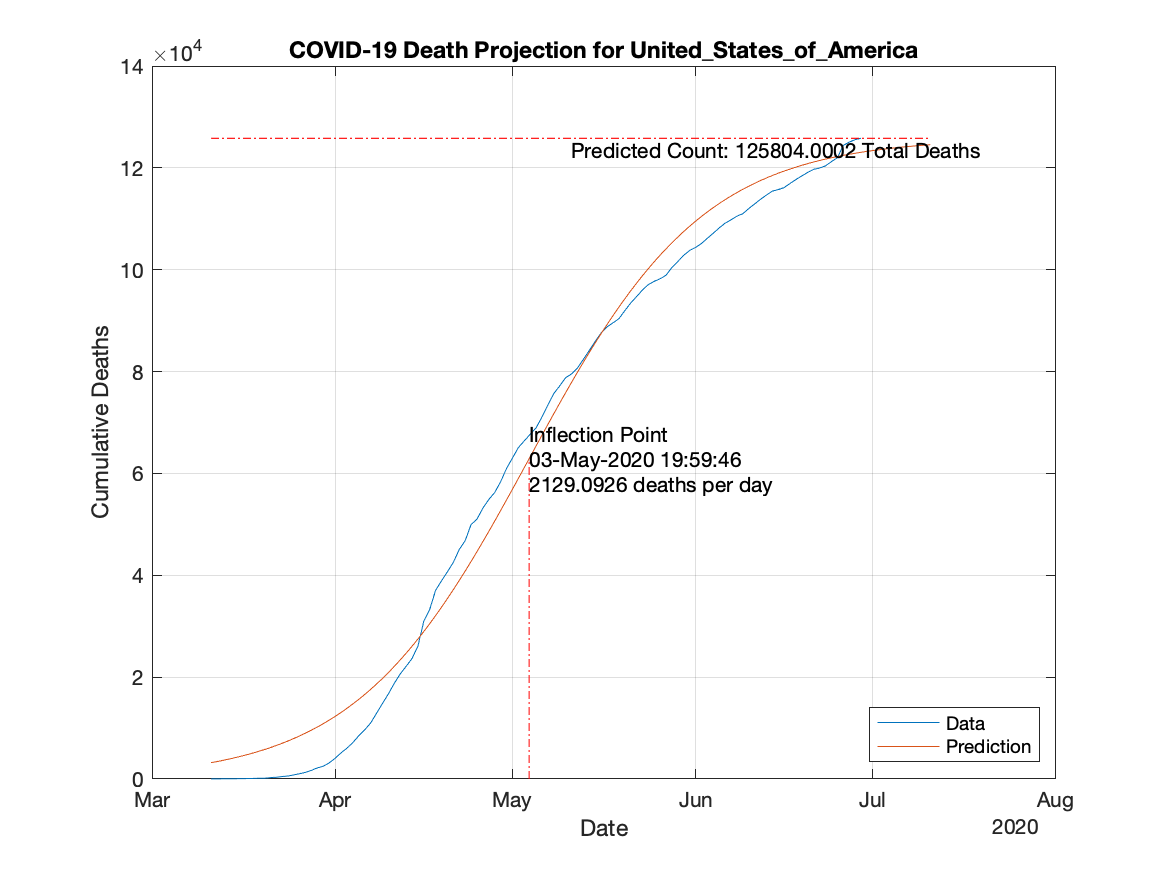 COVID-19 Death Projection for United_States_of_America
×10^4
14
12
10
8
6
4
2
0
Cumulative Deaths
Predicted Count: 125804.0002 Total Deaths
Inflection Point
03-May-2020 19:59:46
2129.0926 deaths per day
Data
Prediction
Mar Apr May Jun Jul Aug
Date
2020